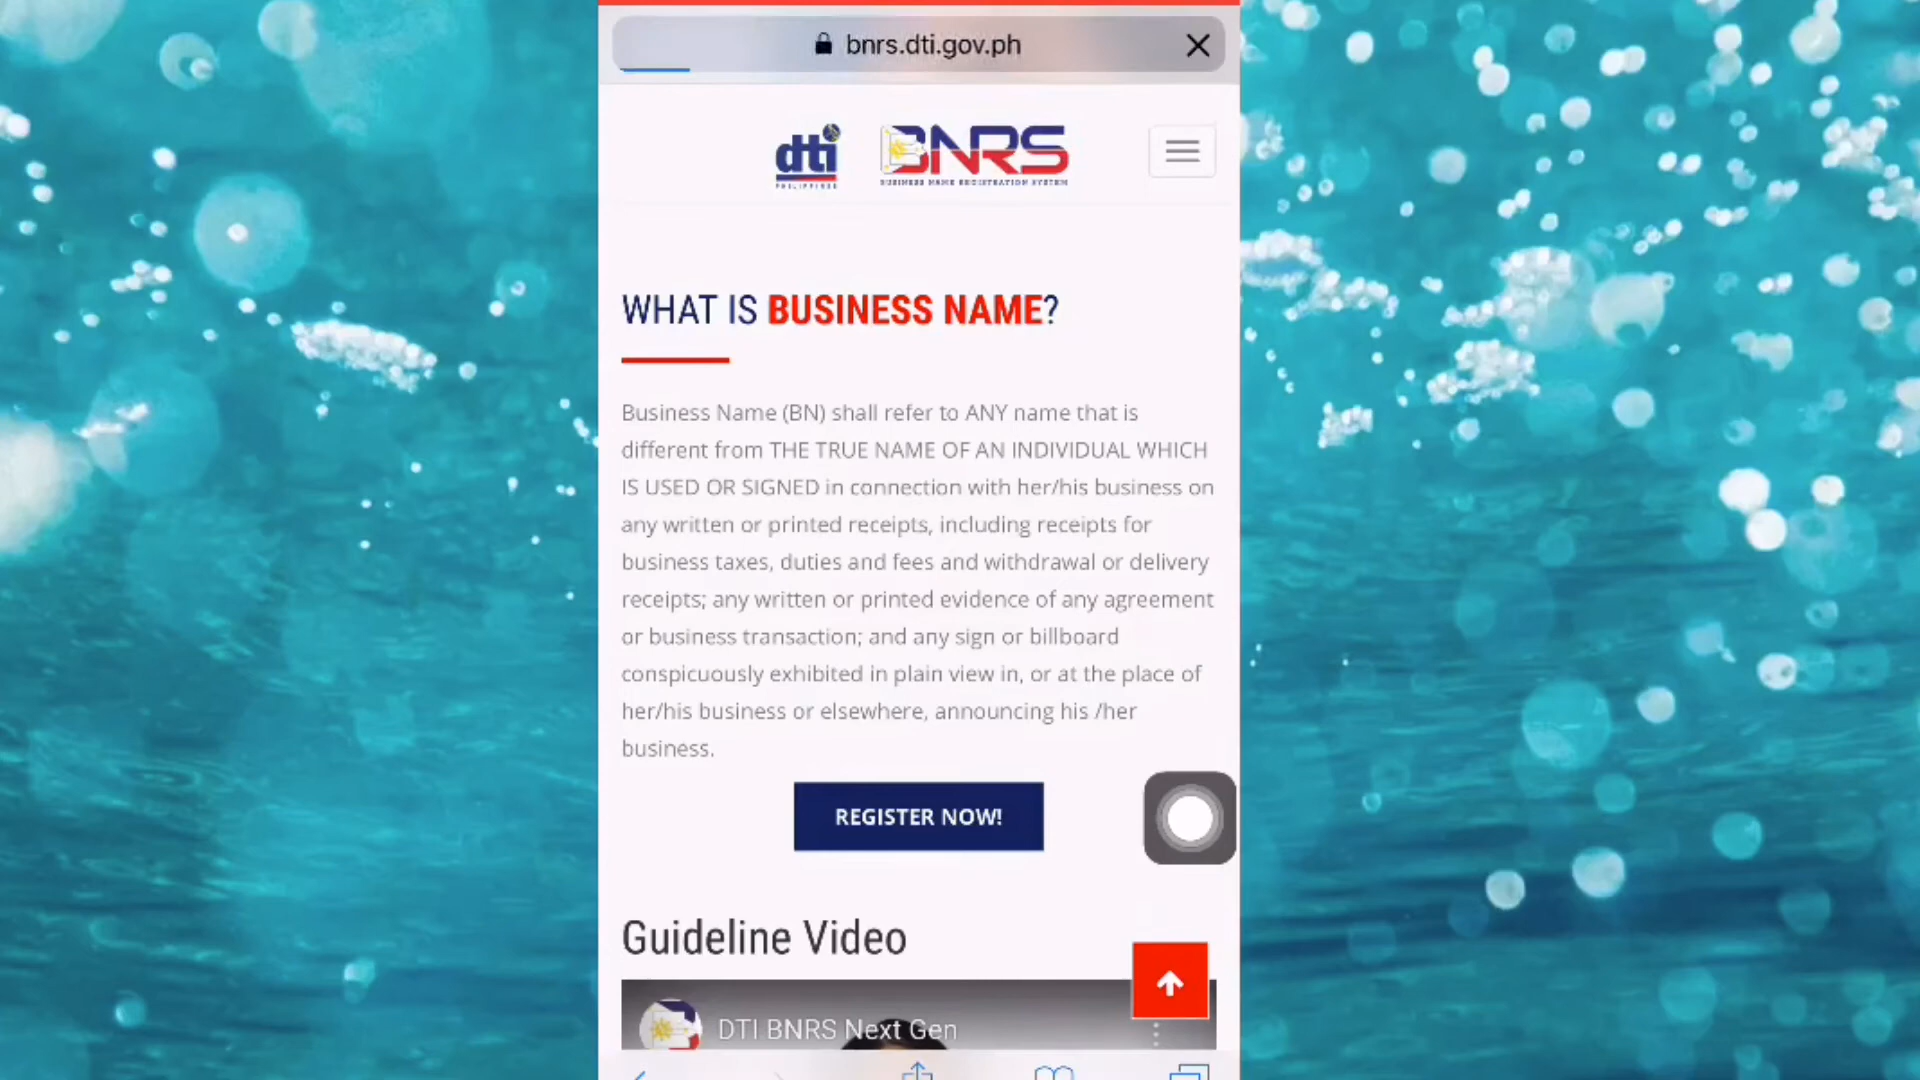 bnrs.dti.gov.ph
dti BNRS
PHILIPPINES BUSINESS NAME REGISTRATION SYSTEM
WHAT IS BUSINESS NAME?
Business Name (BN) shall refer to ANY name that is
different from THE TRUE NAME OF AN INDIVIDUAL WHICH
IS USED OR SIGNED in connection with her/his business on
any written or printed receipts, including receipts for
business taxes, duties and fees and withdrawal or delivery
receipts; any written or printed evidence of any agreement
or business transaction; and any sign or billboard
conspicuously exhibited in plain view in, or at the place of
her/his business or elsewhere, announcing his /her
business.
REGISTER NOW!
Guideline Video
DTI BNRS Next Gen